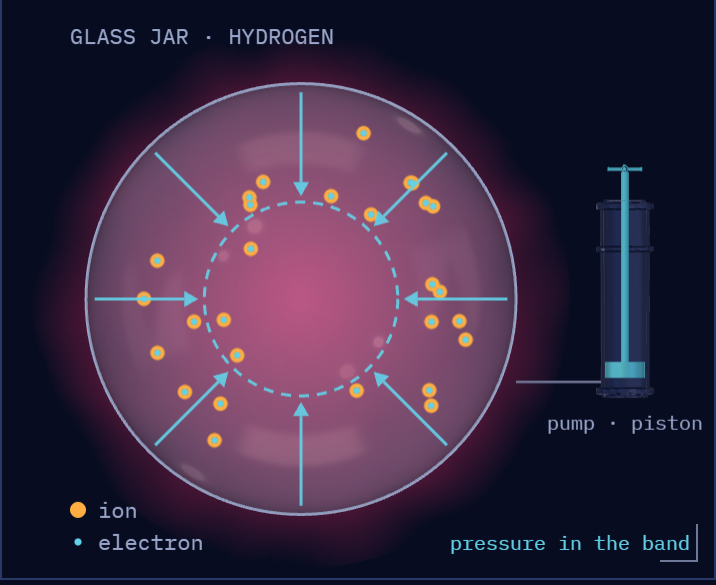 GLASS JAR · HYDROGEN
pump · piston
ion
electron
pressure in the band